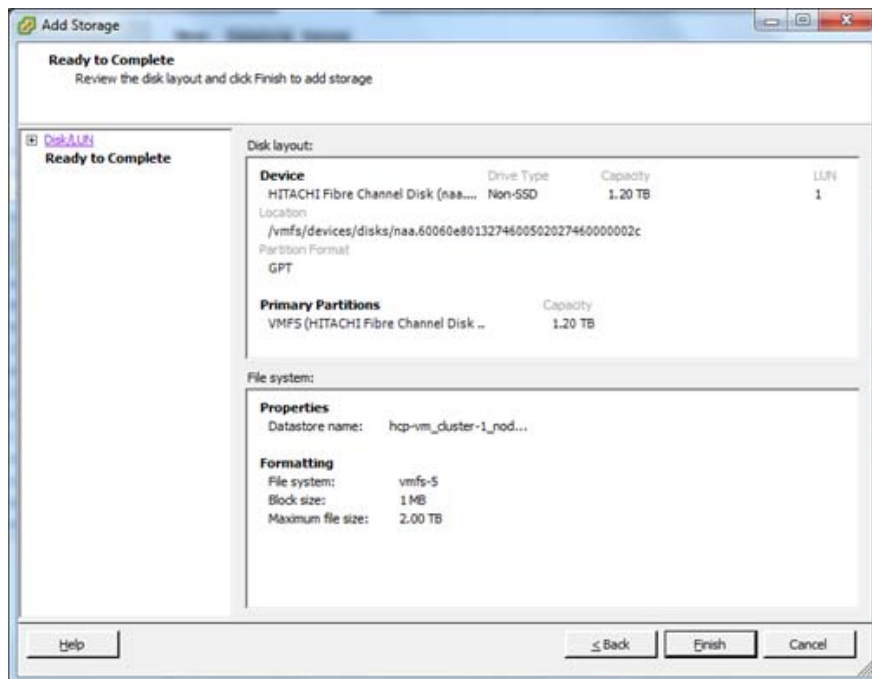 Add Storage
Ready to Complete
Review the disk layout and click Finish to add storage
Disk/LUN
Ready to Complete
Disk layout:
Device Drive Type Capacity LUN
HITACHI Fibre Channel Disk (naa.... Non-SSD 1.20 TB 1
Location
/vmfs/devices/disks/naa.60060e8013274600502027460000002c
Partition Format
GPT
Primary Partitions Capacity
VMFS (HITACHI Fibre Channel Disk .. 1.20 TB
File system:
Properties
Datastore name: hcp-vm_cluster-1_nod...
Formatting
File system: vmfs-5
Block size: 1 MB
Maximum file size: 2.00 TB
Help ≤ Back Finish Cancel